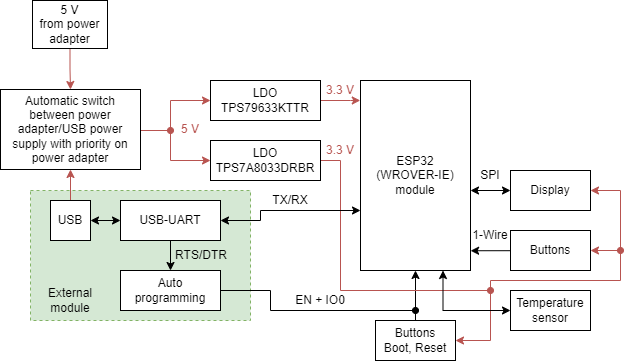 5 V
from power
adapter
Automatic switch
between power
adapter/USB power
supply with priority on
power adapter
5 V
LDO
TPS79633KTTR
3.3 V
LDO
TPS7A8033DRBR
3.3 V
ESP32
(WROVER-IE)
module
SPI
Display
1-Wire
Buttons
Temperature
sensor
USB
USB-UART
TX/RX
RTS/DTR
Auto
programming
External
module
EN + IO0
Buttons
Boot, Reset